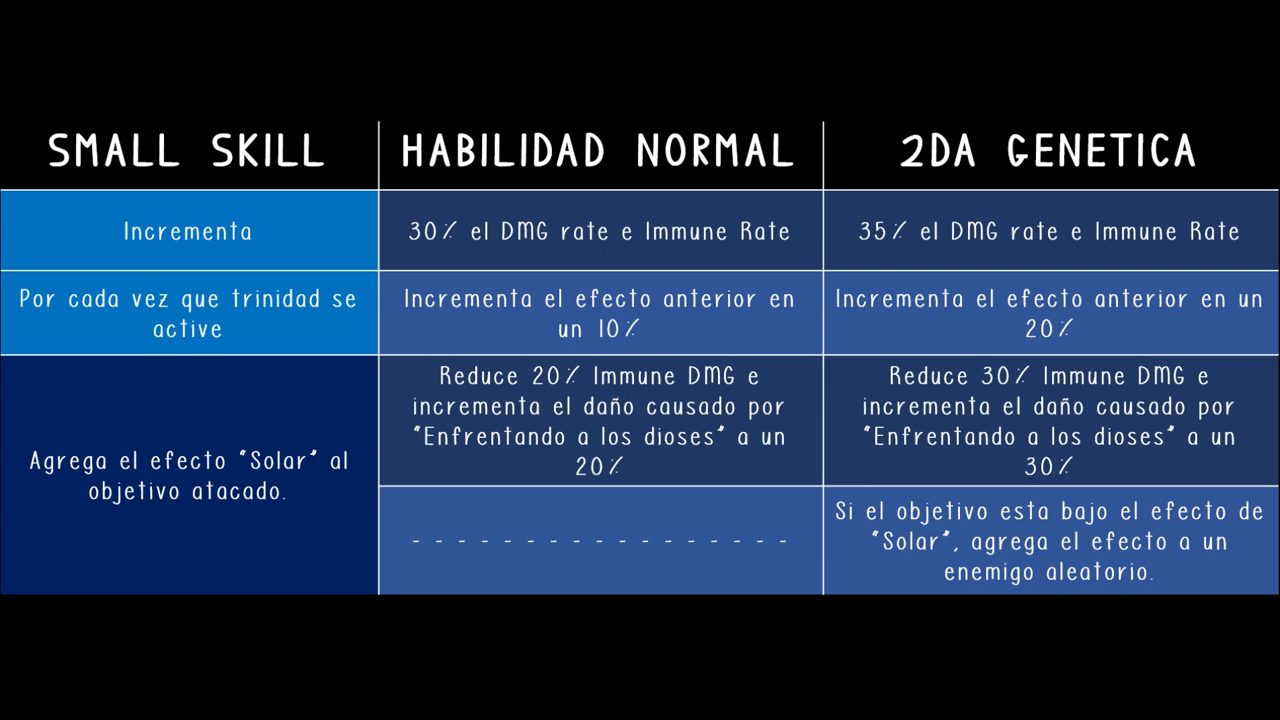 SMALL SKILL
HABILIDAD NORMAL
2DA GENETICA
Incrementa
30% el DMG rate e Immune Rate
35% el DMG rate e Immune Rate
Por cada vez que trinidad se
active
Incrementa el efecto anterior en
un 10%
Incrementa el efecto anterior en un
20%
Agrega el efecto "Solar" al
objetivo atacado.
Reduce 20% Immune DMG e
incrementa el daño causado por
"Enfrentando a los dioses" a un
20%
Reduce 30% Immune DMG e
incrementa el daño causado por
"Enfrentando a los dioses" a un
30%
- - - - - - - - - - - - - - - - -
Si el objetivo esta bajo el efecto de
"Solar", agrega el efecto a un
enemigo aleatorio.